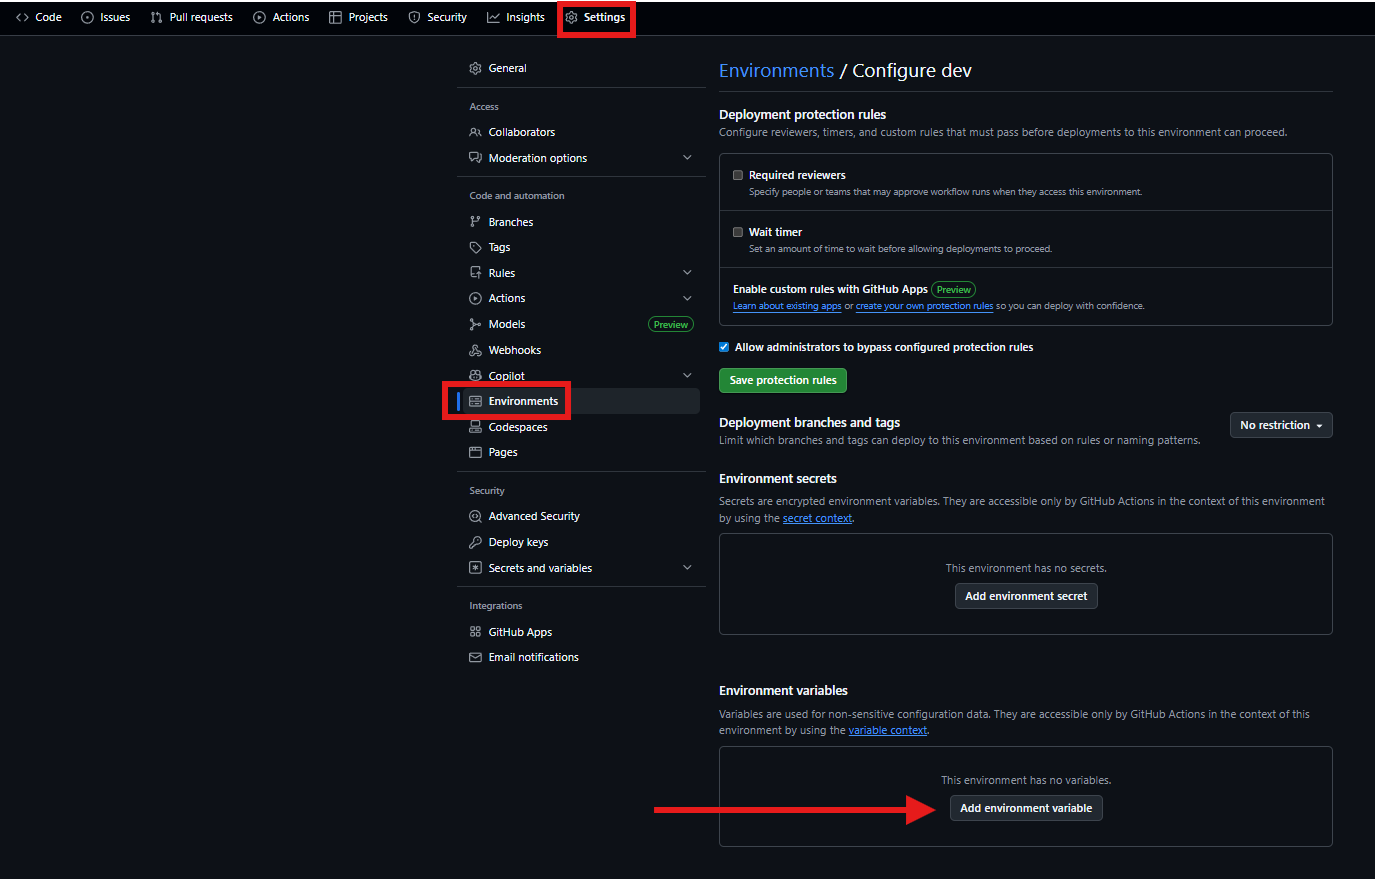 Code Issues Pull requests Actions Projects Security Insights Settings
General
Access
Collaborators
Moderation options
Code and automation
Branches
Tags
Rules
Actions
Models Preview
Webhooks
Copilot
Environments
Codespaces
Pages
Security
Advanced Security
Deploy keys
Secrets and variables
Integrations
GitHub Apps
Email notifications
Environments / Configure dev
Deployment protection rules
Configure reviewers, timers, and custom rules that must pass before deployments to this environment can proceed.
Required reviewers
Specify people or teams that may approve workflow runs when they access this environment.
Wait timer
Set an amount of time to wait before allowing deployments to proceed.
Enable custom rules with GitHub Apps Preview
Learn about existing apps or create your own protection rules so you can deploy with confidence.
Allow administrators to bypass configured protection rules
Save protection rules
Deployment branches and tags
No restriction
Limit which branches and tags can deploy to this environment based on rules or naming patterns.
Environment secrets
Secrets are encrypted environment variables. They are accessible only by GitHub Actions in the context of this environment
by using the secret context.
This environment has no secrets.
Add environment secret
Environment variables
Variables are used for non-sensitive configuration data. They are accessible only by GitHub Actions in the context of this
environment by using the variable context.
This environment has no variables.
Add environment variable